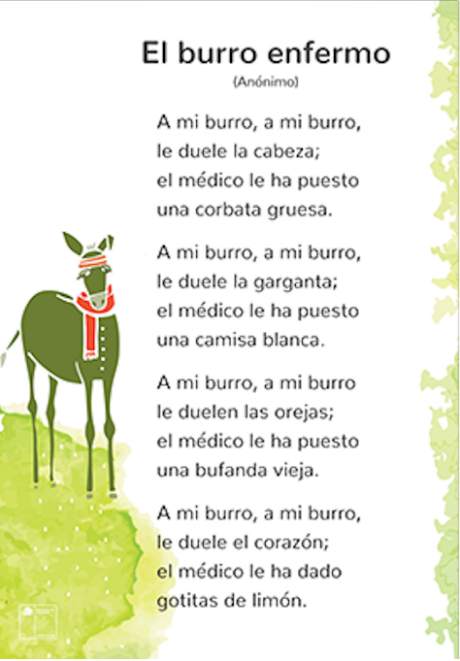 El burro enfermo
(Anónimo)
A mi burro, a mi burro,
le duele la cabeza;
el médico le ha puesto
una corbata gruesa.
A mi burro, a mi burro,
le duele la garganta;
el médico le ha puesto
una camisa blanca.
A mi burro, a mi burro
le duelen las orejas;
el médico le ha puesto
una bufanda vieja.
A mi burro, a mi burro,
le duele el corazón;
el médico le ha dado
gotitas de limón.